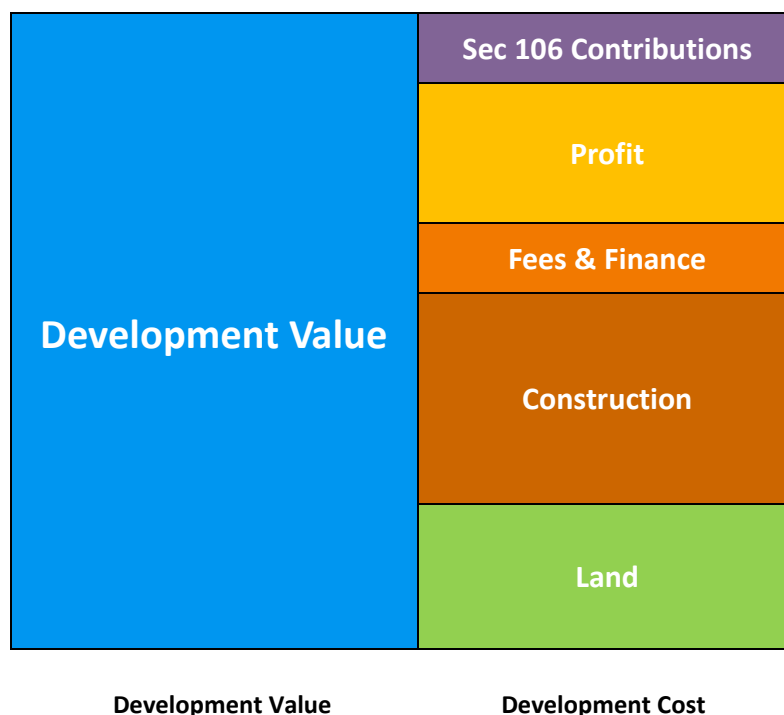 Sec 106 Contributions
Profit
Fees & Finance
Development Value
Construction
Land
Development Value
Development Cost